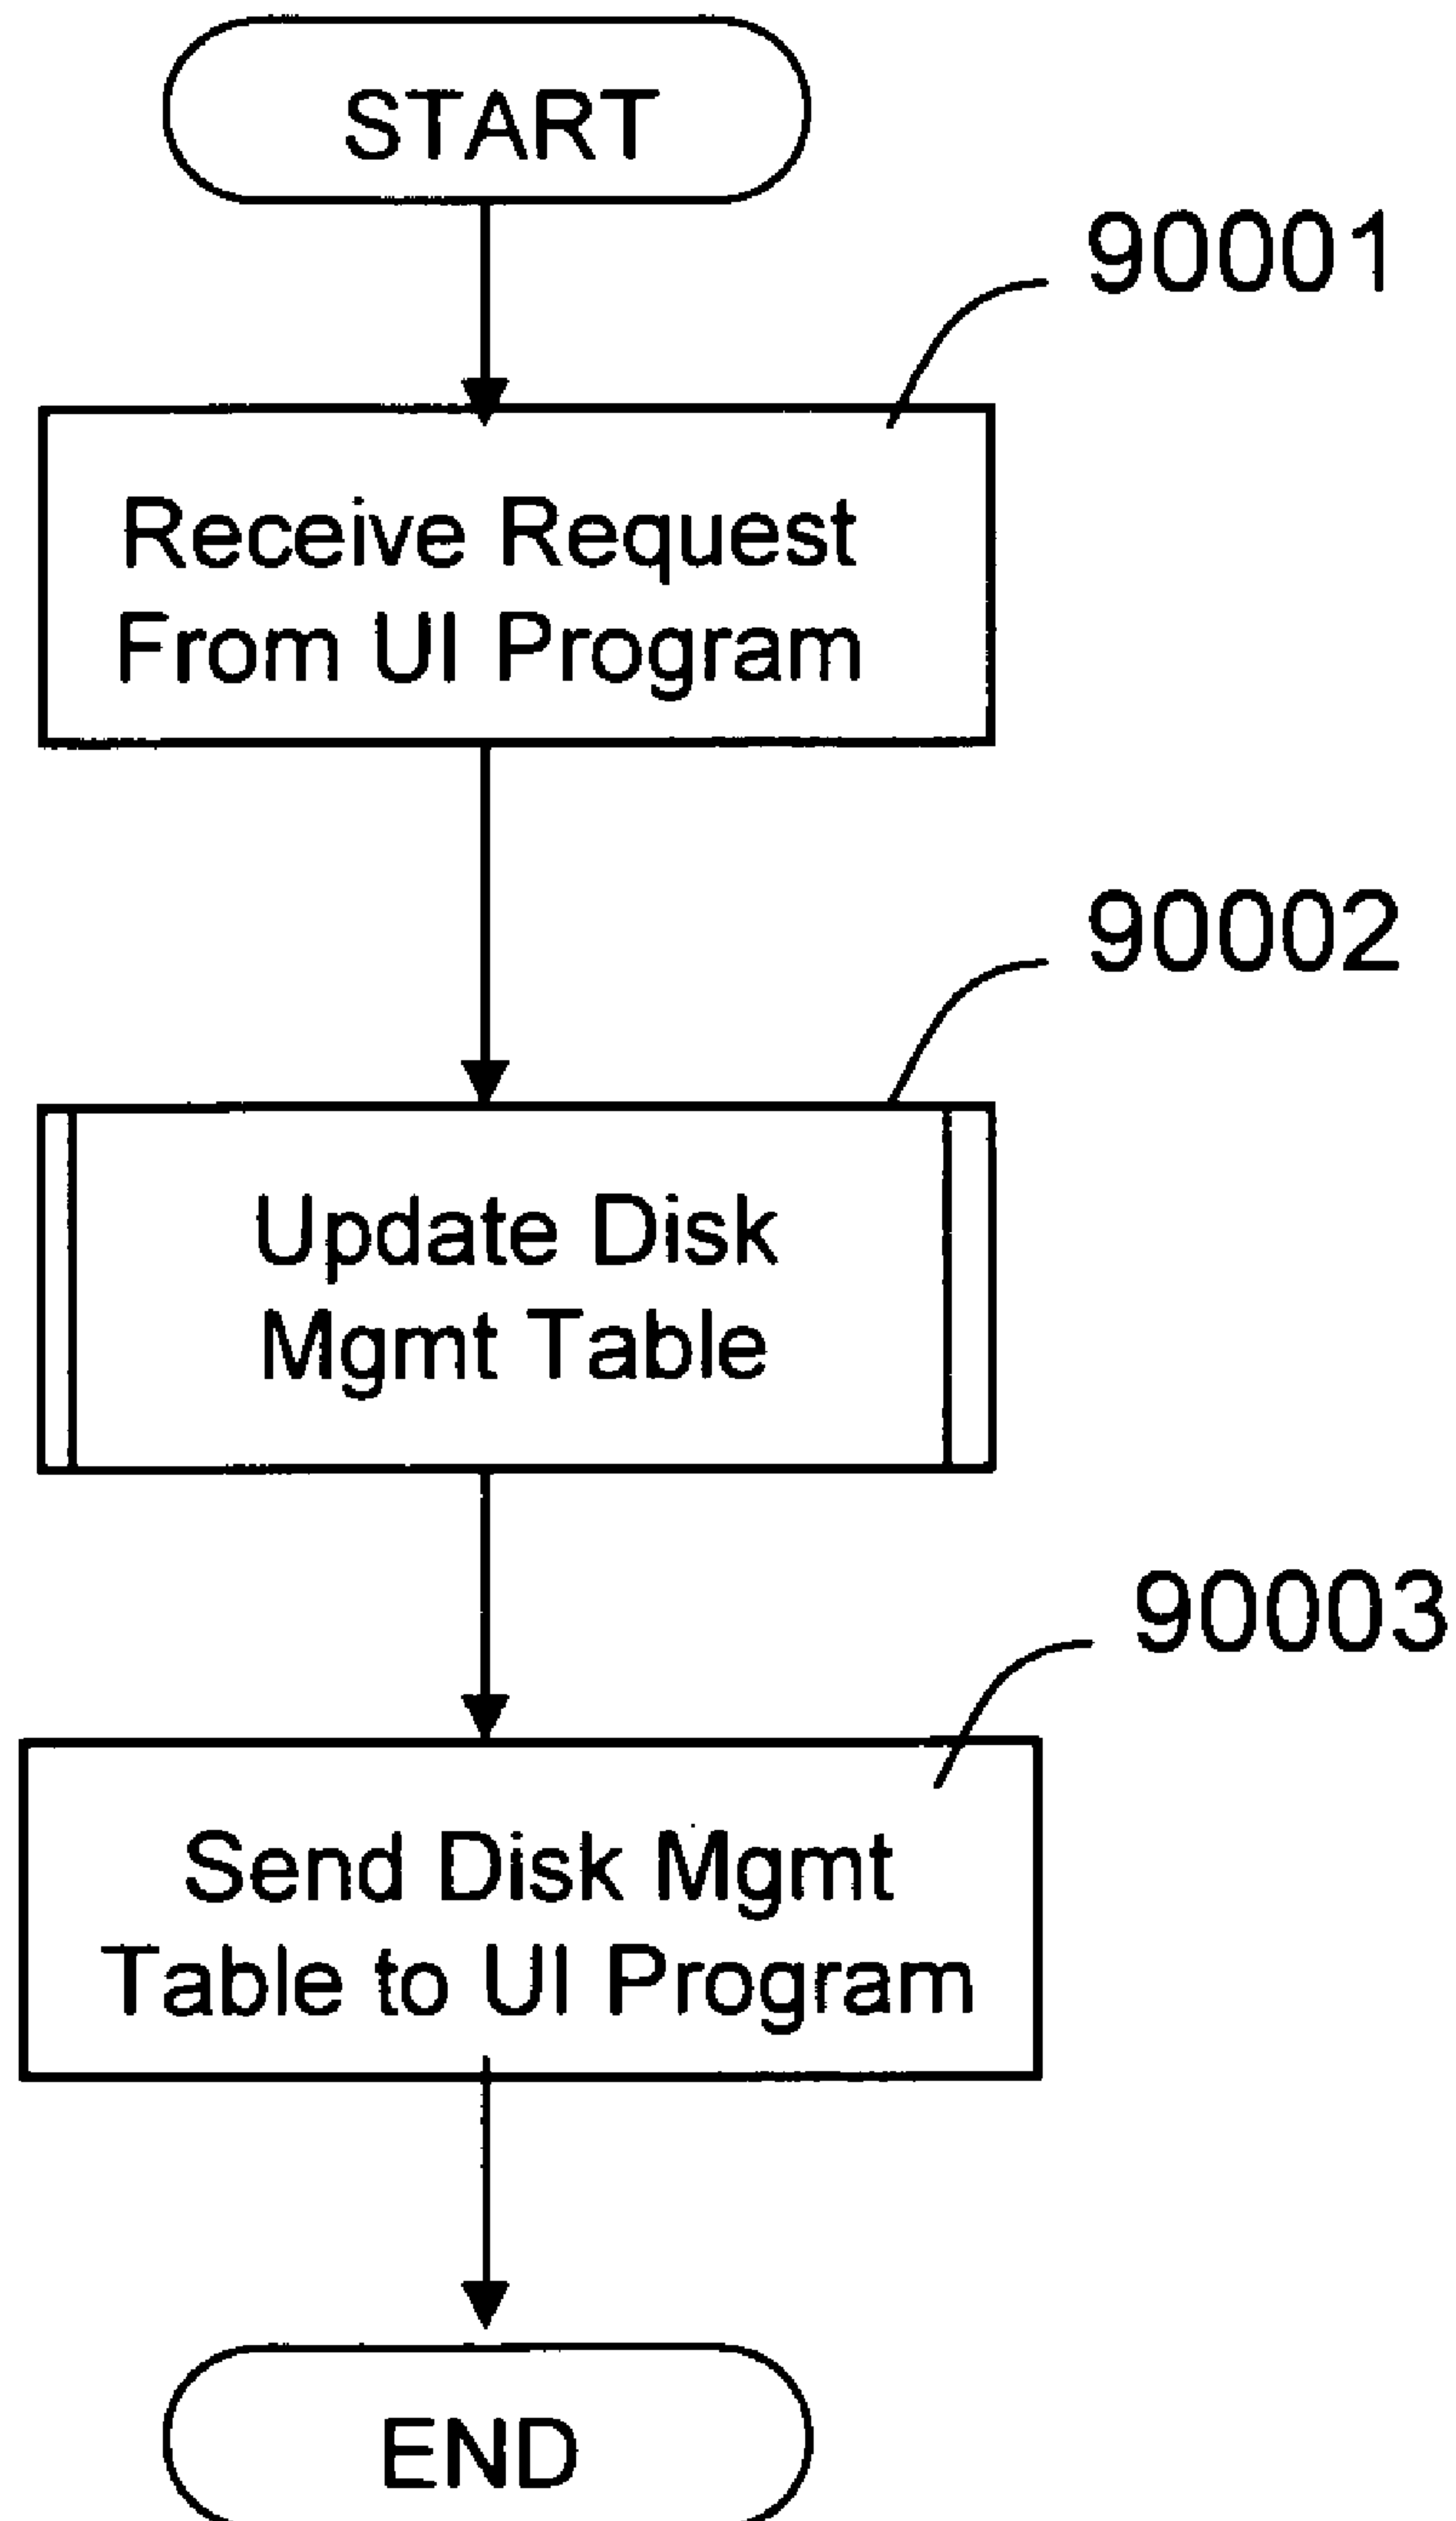 START
90001
Receive Request
From UI Program
90002
Update Disk
Mgmt Table
90003
Send Disk Mgmt
Table to UI Program
END